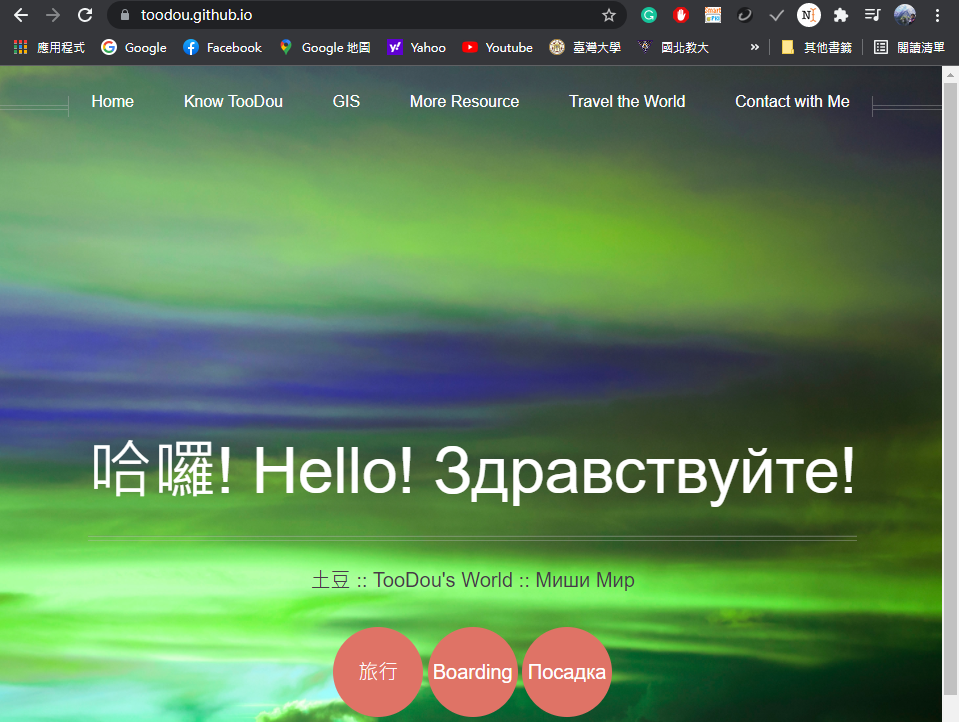 toodou.github.io
應用程式 Google Facebook Google 地圖 Yahoo Youtube 臺灣大學 國北教大 » 其他書籤 閱讀清單
Home Know TooDou GIS More Resource Travel the World Contact with Me
哈囉! Hello! Здравствуйте!
土豆 :: TooDou's World :: Миши Мир
旅行 Boarding Посадка